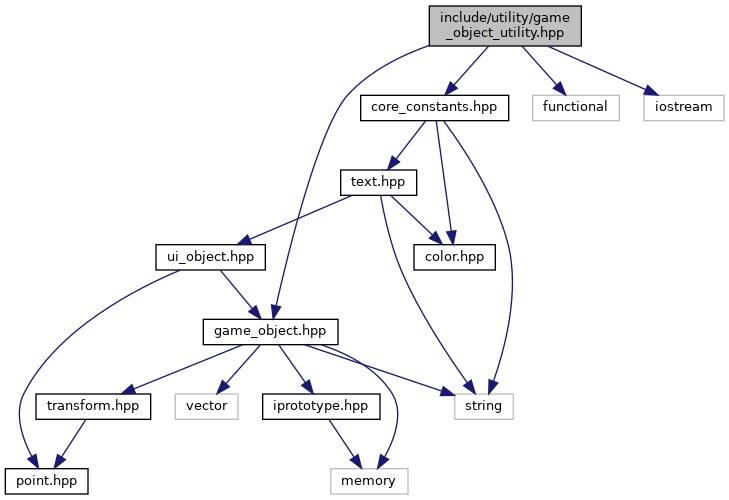 include/utility/game
_object_utility.hpp
core_constants.hpp
functional
iostream
text.hpp
ui_object.hpp
color.hpp
game_object.hpp
transform.hpp
vector
iprototype.hpp
string
point.hpp
memory